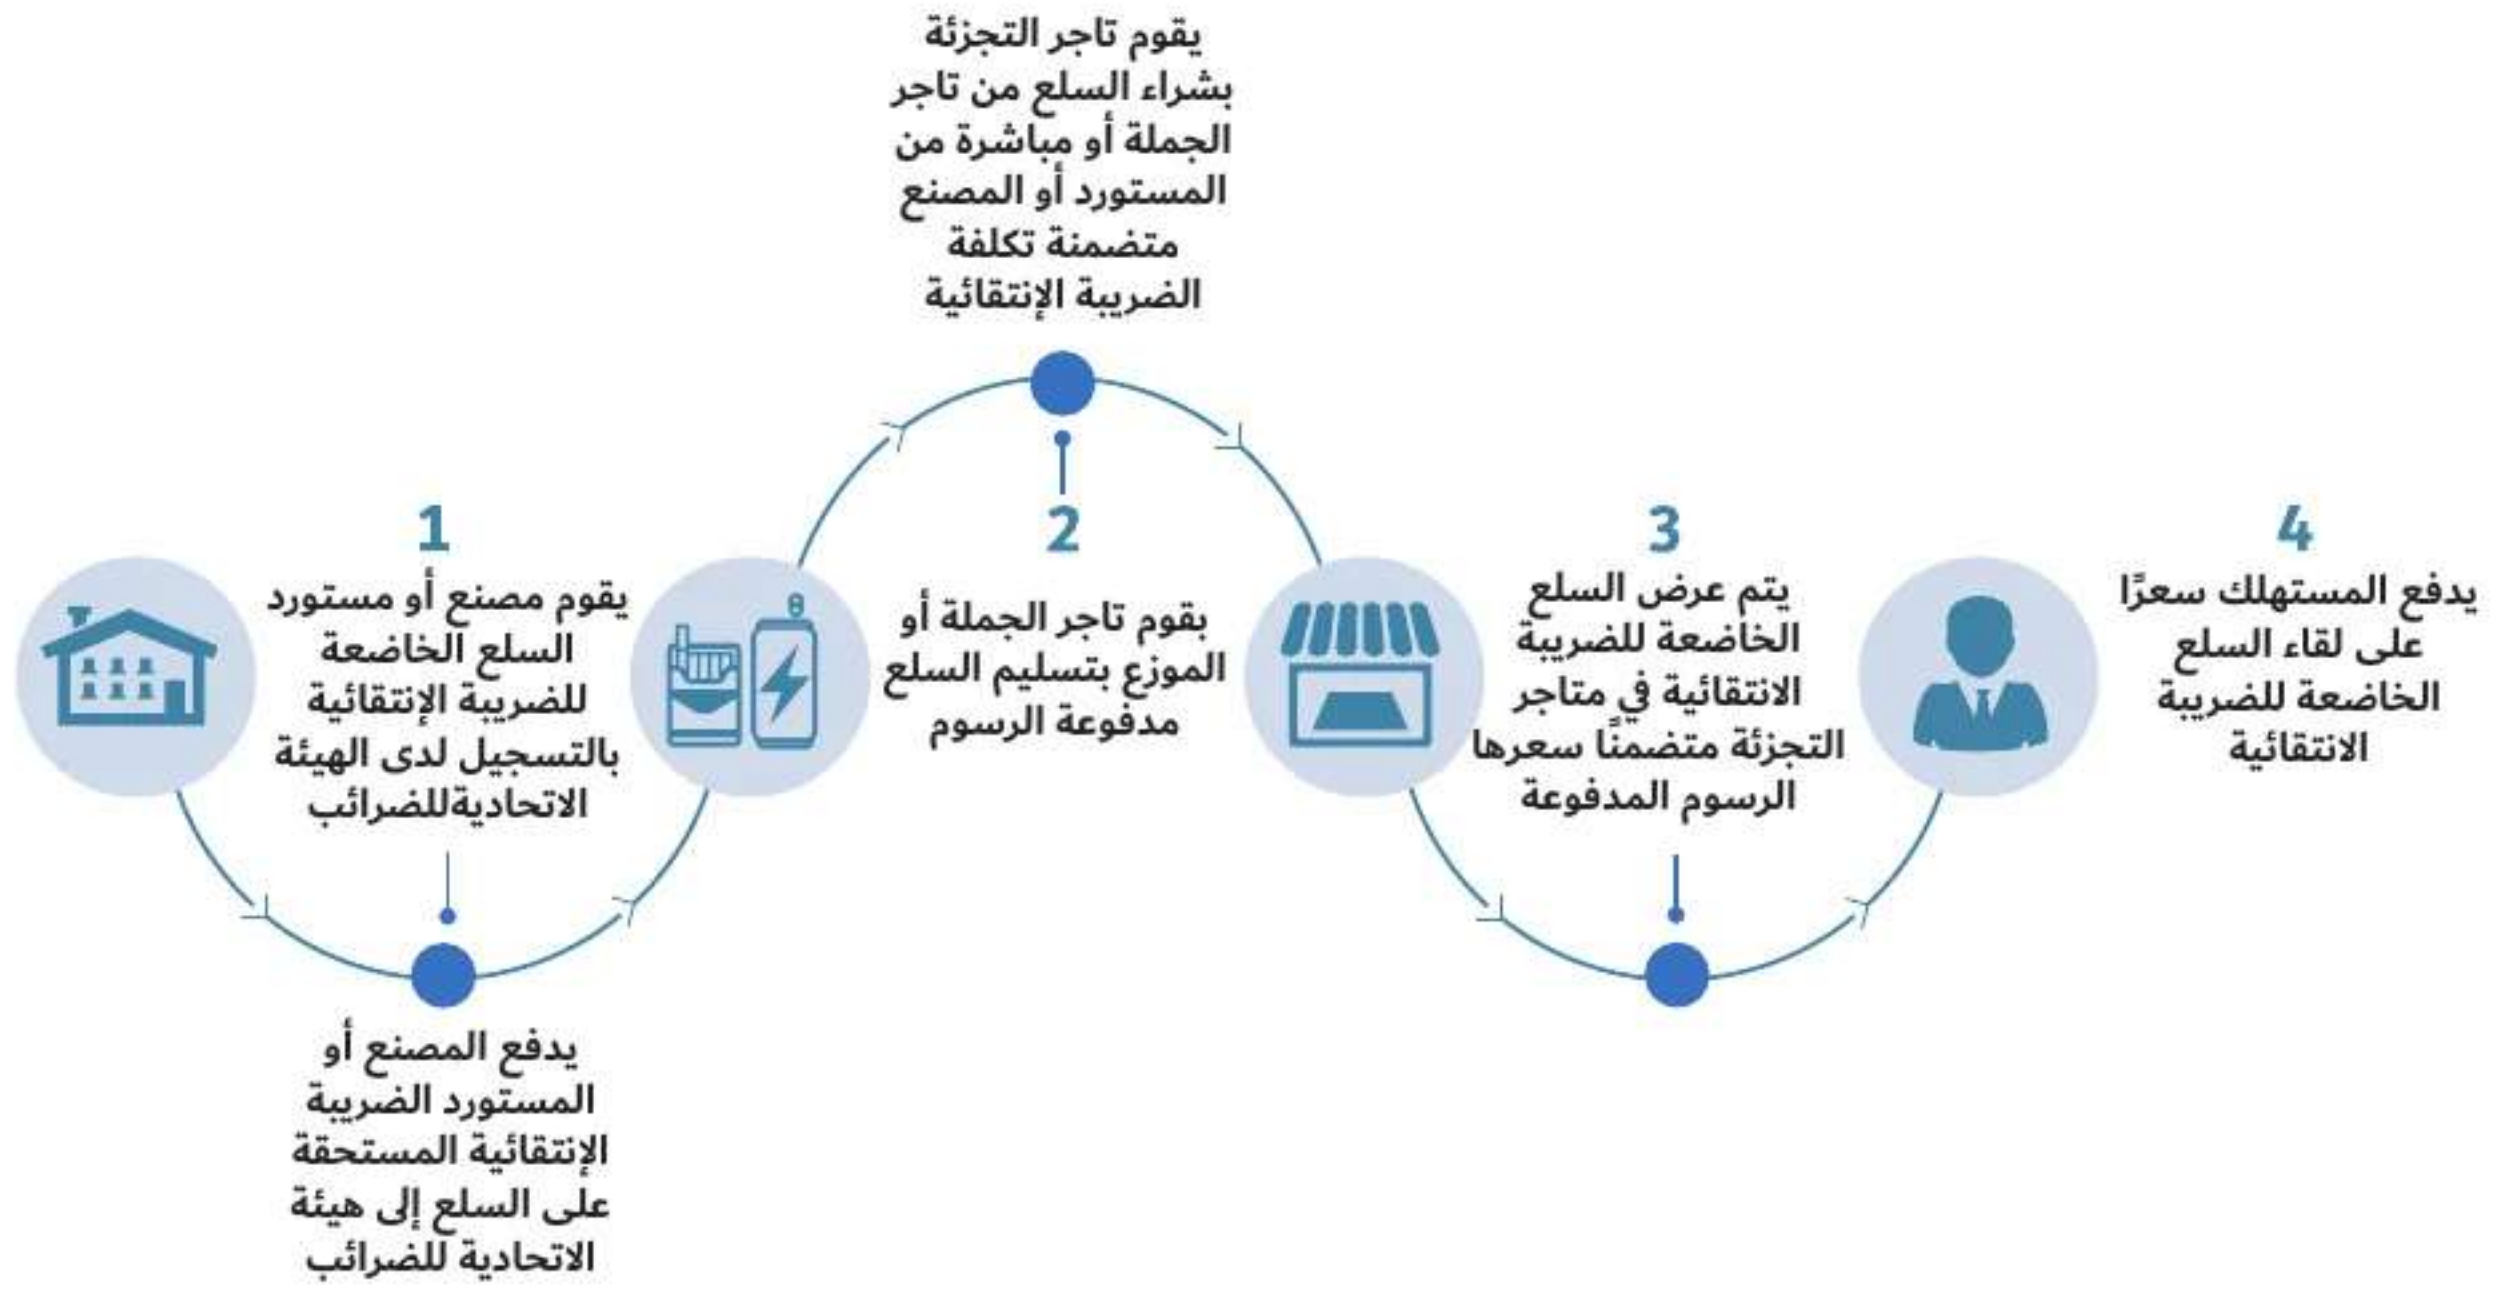 1
يقوم مصنع أو مستورد
السلع الخاضعة
للضريبة الإنتقائية
بالتسجيل لدى الهيئة
الاتحاديةللضرائب
يدفع المصنع أو
المستورد الضريبة
الإنتقائية المستحقة
على السلع إلى هيئة
الاتحادية للضرائب
2
بقوم تاجر الجملة أو
الموزع بتسليم السلع
مدفوعة الرسوم
يقوم تاجر التجزئة
بشراء السلع من تاجر
الجملة أو مباشرة من
المستورد أو المصنع
متضمنة تكلفة
الضريبة الإنتقائية
3
يتم عرض السلع
الخاضعة للضريبة
الانتقائية في متاجر
التجزئة متضمنًا سعرها
الرسوم المدفوعة
4
يدفع المستهلك سعرًا
على لقاء السلع
الخاضعة للضريبة
الانتقائية